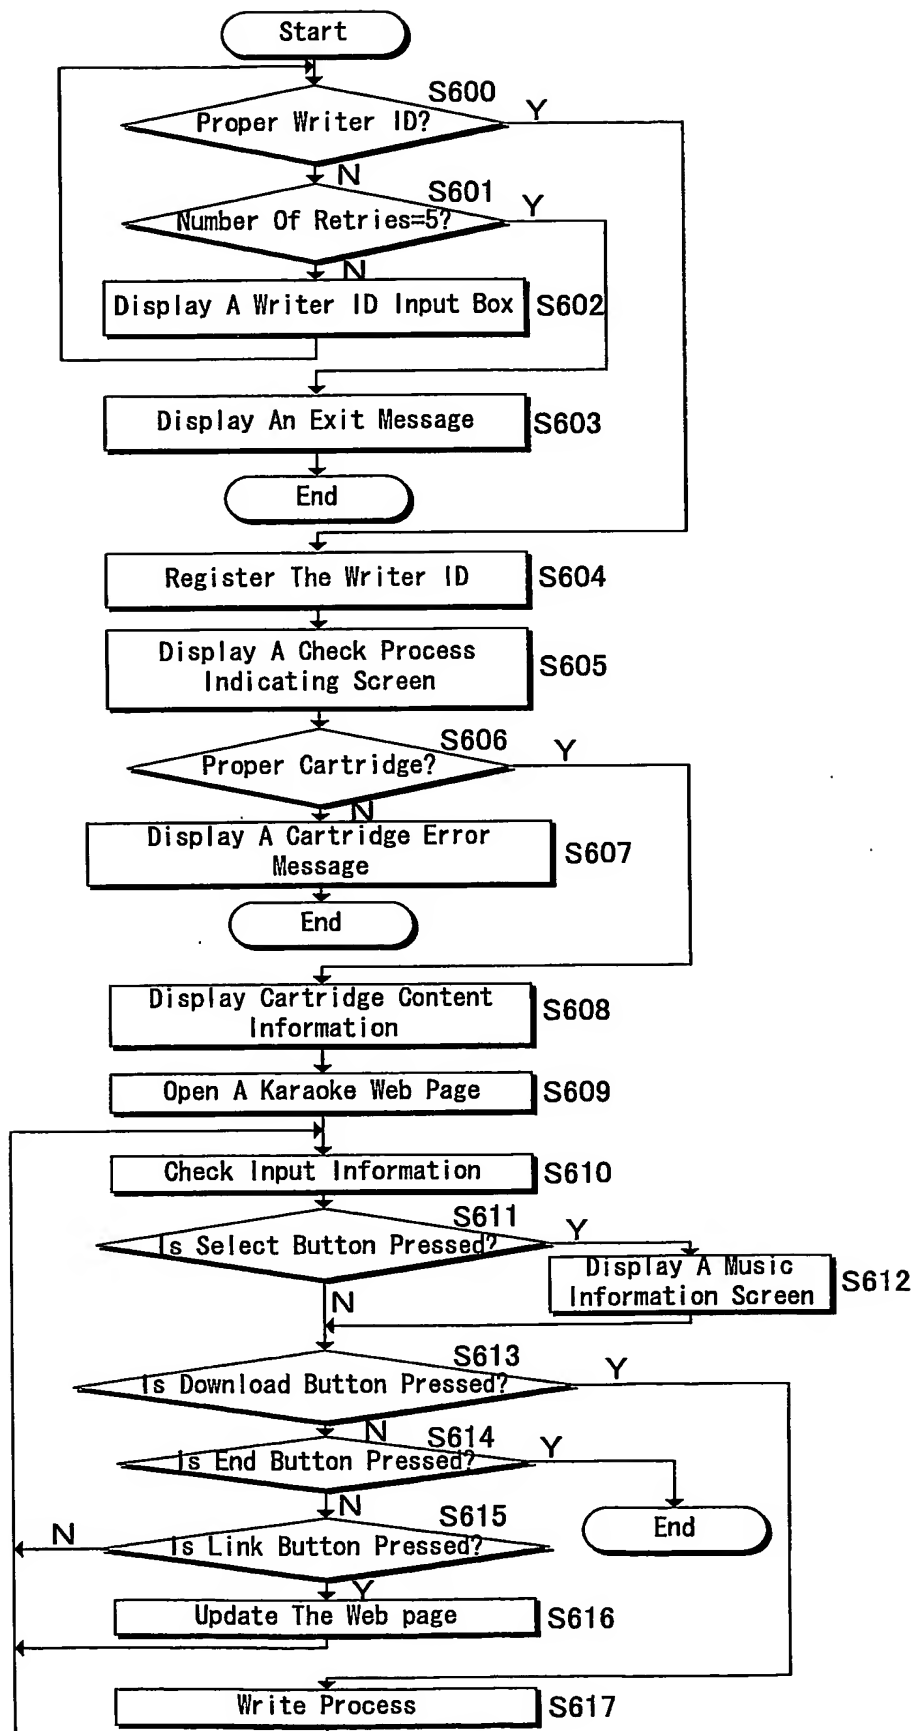 Start
S600
Proper Writer ID?
Y
N
S601
Number Of Retries=5?
Y
N
Display A Writer ID Input Box
S602
Display An Exit Message
S603
End
Register The Writer ID
S604
Display A Check Process
Indicating Screen
S605
S606
Proper Cartridge?
Y
N
Display A Cartridge Error
Message
S607
End
Display Cartridge Content
Information
S608
Open A Karaoke Web Page
S609
Check Input Information
S610
S611
Is Select Button Pressed?
Y
Display A Music
Information Screen
S612
N
S613
Is Download Button Pressed?
Y
N
S614
Is End Button Pressed?
Y
N
End
S615
Is Link Button Pressed?
N
Y
Update The Web page
S616
Write Process
S617